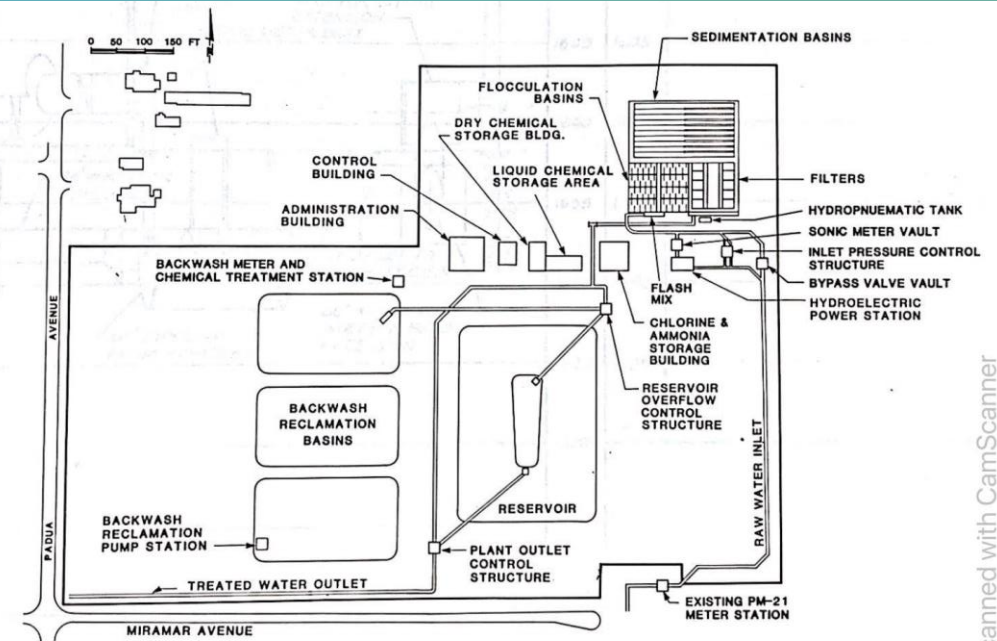 0 50 100 150 FT
N
SEDIMENTATION BASINS
FLOCCULATION
BASINS
DRY CHEMICAL
STORAGE BLDG.
CONTROL
BUILDING
LIQUID CHEMICAL
STORAGE AREA
FILTERS
ADMINISTRATION
BUILDING
HYDROPNUEMATIC TANK
SONIC METER VAULT
INLET PRESSURE CONTROL
STRUCTURE
BYPASS VALVE VAULT
HYDROELECTRIC
POWER STATION
BACKWASH METER AND
CHEMICAL TREATMENT STATION
FLASH
MIX
CHLORINE &
AMMONIA
STORAGE
BUILDING
RESERVOIR
OVERFLOW
CONTROL
STRUCTURE
BACKWASH
RECLAMATION
BASINS
RAW WATER INLET
RESERVOIR
BACKWASH
RECLAMATION
PUMP STATION
PLANT OUTLET
CONTROL
STRUCTURE
TREATED WATER OUTLET
EXISTING PM-21
METER STATION
PADUA AVENUE
MIRAMAR AVENUE
anned with CamScanner